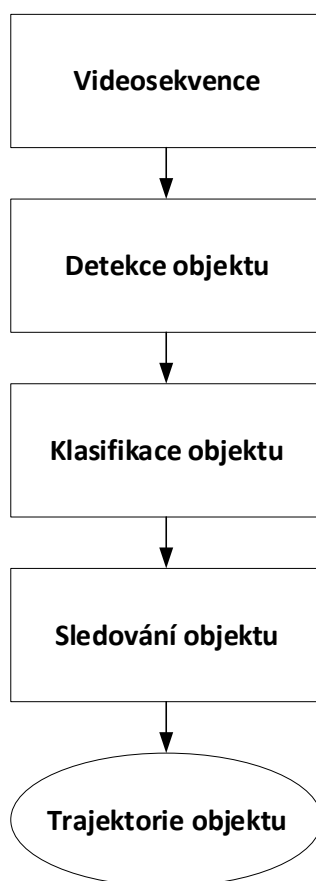 Videosekvence
Detekce objektu
Klasifikace objektu
Sledování objektu
Trajektorie objektu